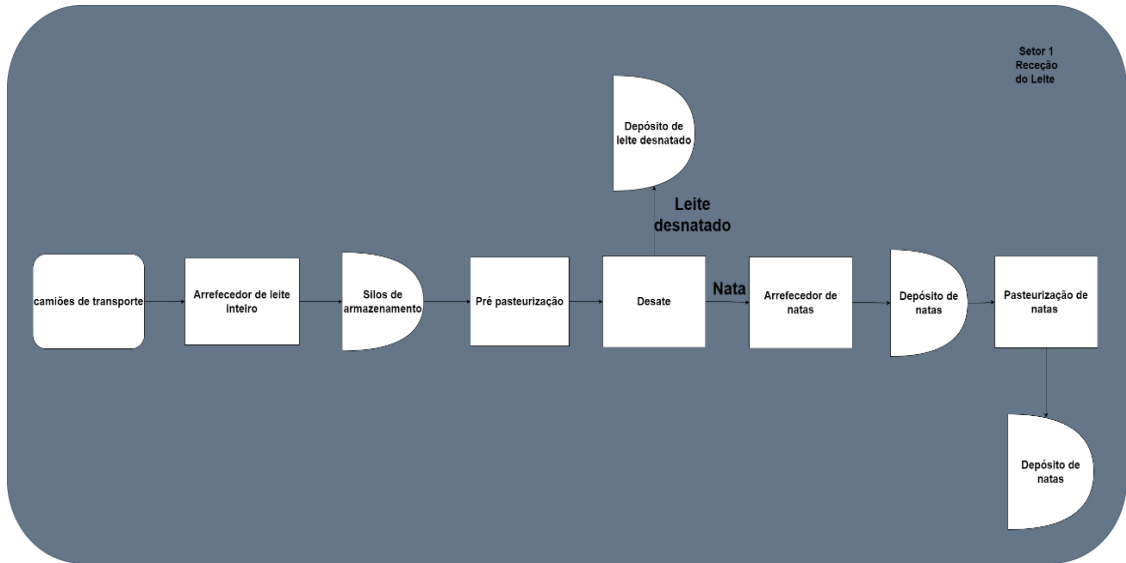 Setor 1
Receção
do Leite
Depósito de
leite desnatado
Leite
desnatado
camiões de transporte
Arrefecedor de leite
inteiro
Silos de
armazenamento
Pré pasteurização
Desate
Nata
Arrefecedor de
natas
Depósito de
natas
Pasteurização de
natas
Depósito de
natas